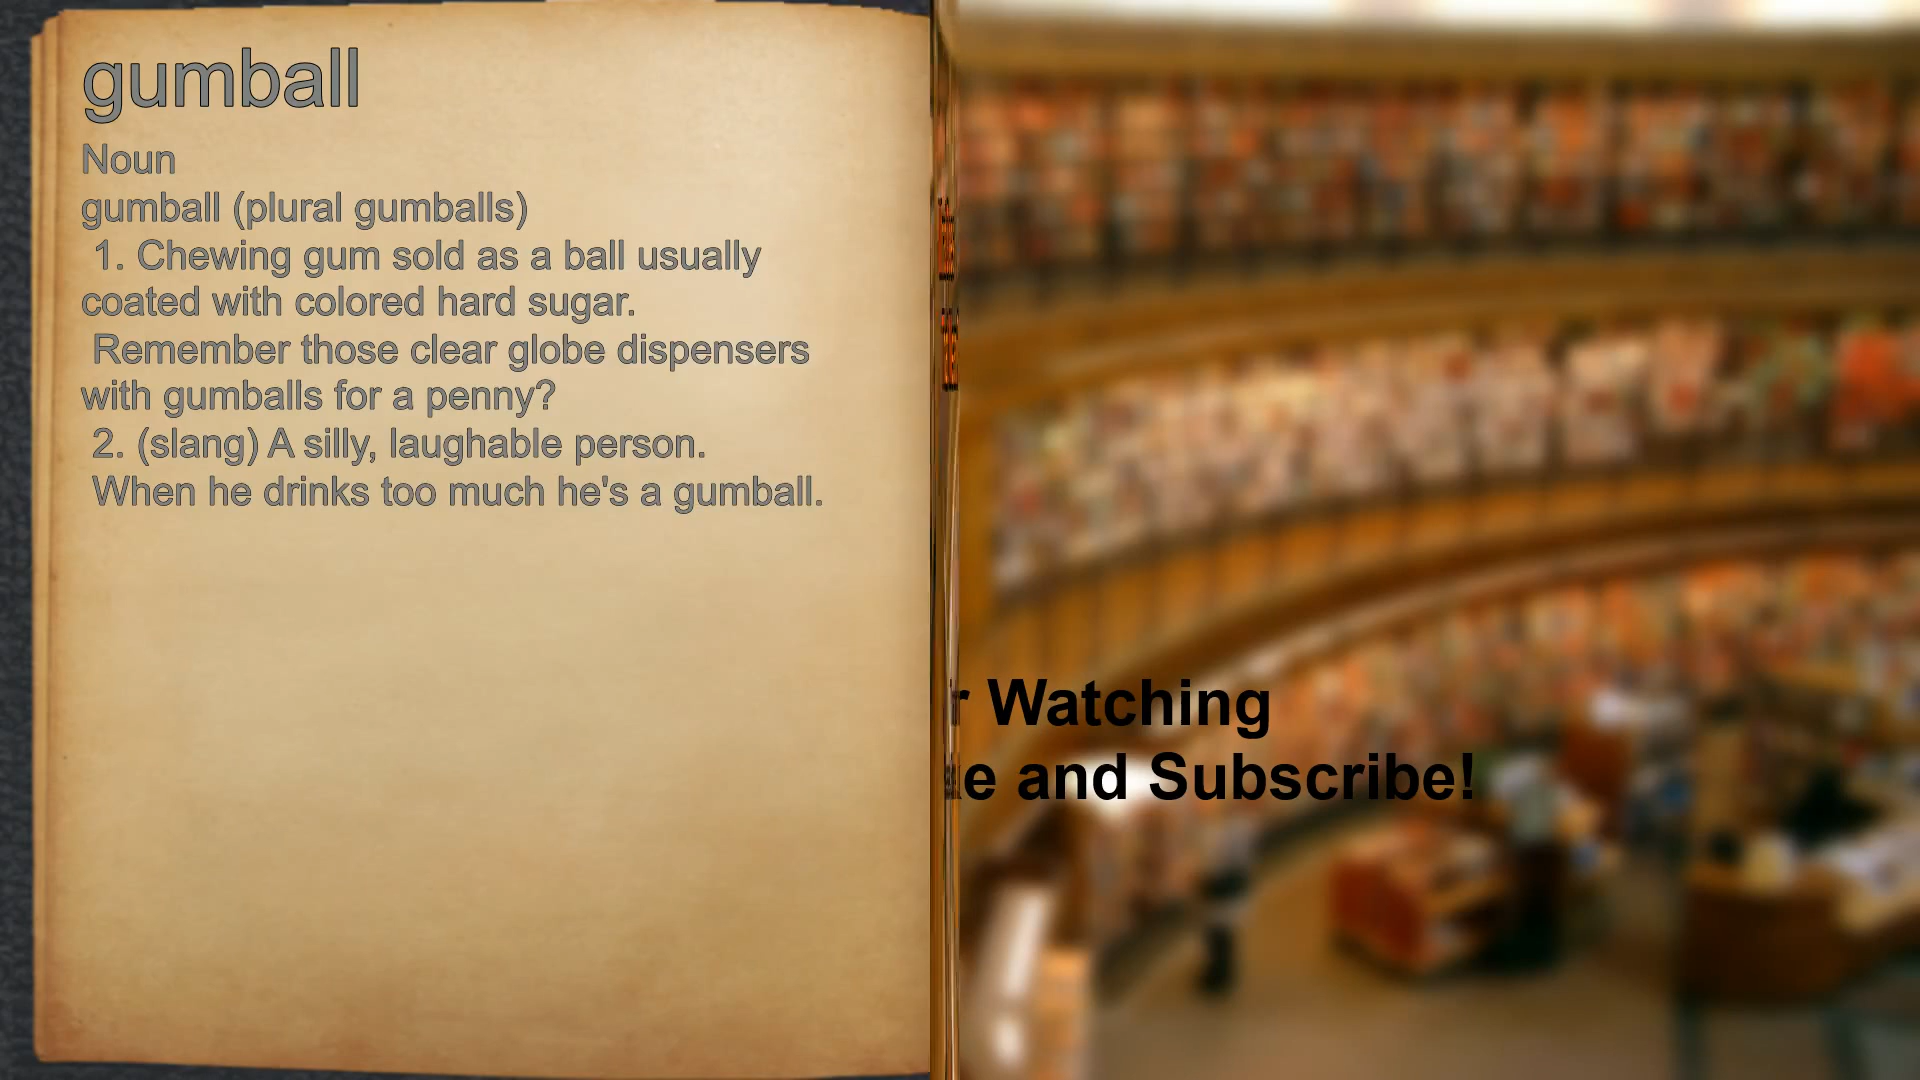 gumball
Noun
gumball (plural gumballs)
1. Chewing gum sold as a ball usually
coated with colored hard sugar.
Remember those clear globe dispensers
with gumballs for a penny?
2. (slang) A silly, laughable person.
When he drinks too much he's a gumball.
Watching
and Subscribe!